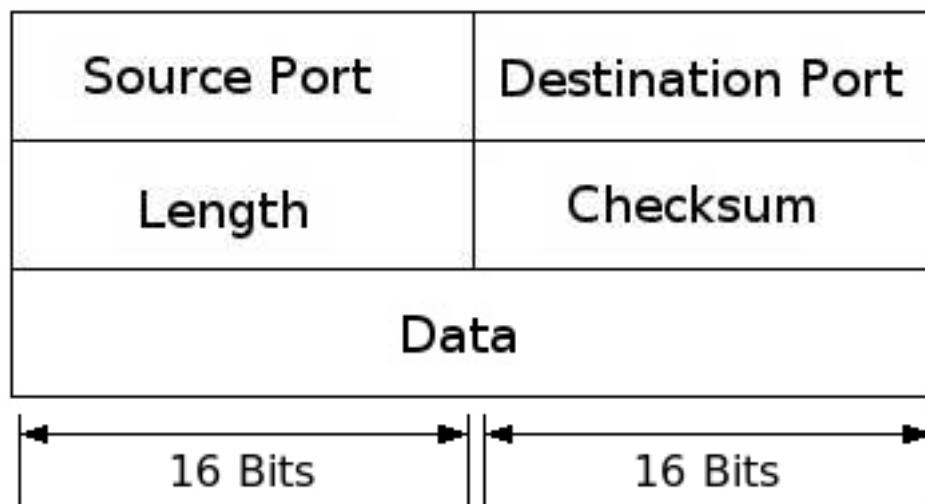 Source Port Destination Port
Length Checksum
Data
16 Bits 16 Bits